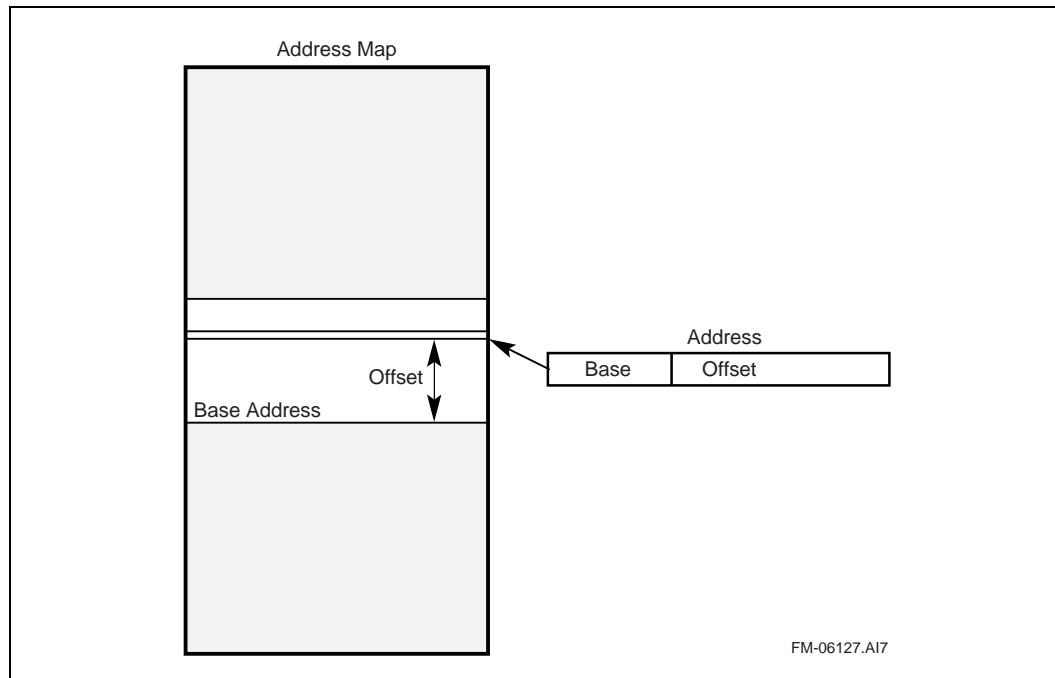 Address Map
Address
Base Offset
Offset
Base Address
FM-06127.AI7